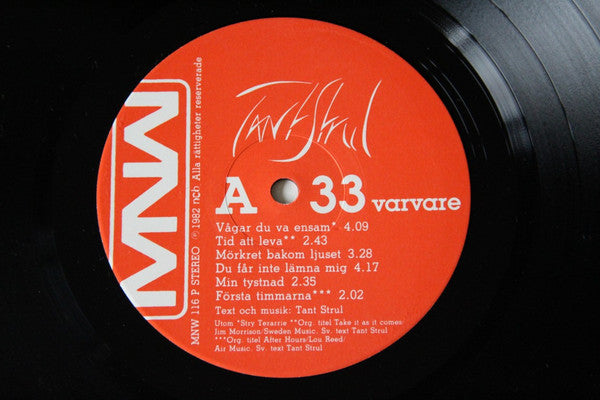 MNW
MNW 116 P STEREO ℗ 1982 ncb Alla rättigheter reserverade
Tant Strul
A 33 varvare
Vågar du va ensam* 4.09
Tid att leva** 2.43
Mörkret bakom ljuset 3.28
Du får inte lämna mig 4.17
Min tystnad 2.35
Första timmarna*** 2.02
Text och musik: Tant Strul
Utom *Stry Terarrie **Org. titel Take it as it comes/
Jim Morrison/Sweden Music. Sv. text Tant Strul
***Org. titel After Hours/Lou Reed/
Air Music. Sv. text Tant Strul